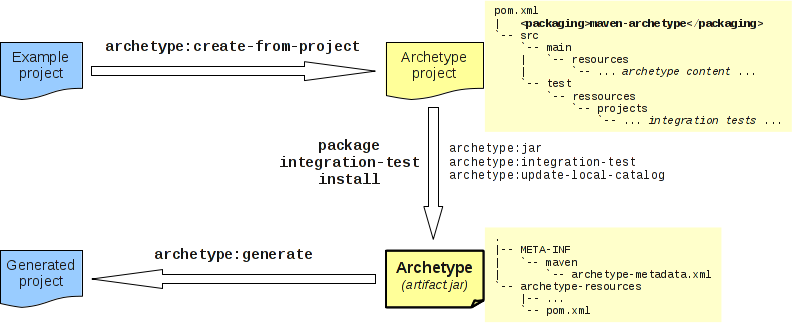 pom.xml
|   <packaging>maven-archetype</packaging>
`-- src
    `-- main
    |   `-- resources
    |       `-- ... archetype content ...
    `-- test
        `-- ressources
            `-- projects
                `-- ... integration tests ...
archetype:create-from-project
Example
project
Archetype
project
package
integration-test
install
archetype:jar
archetype:integration-test
archetype:update-local-catalog
archetype:generate
Generated
project
Archetype
(artifact jar)
.
|-- META-INF
|   `-- maven
|       `-- archetype-metadata.xml
`-- archetype-resources
    |-- ...
    `-- pom.xml